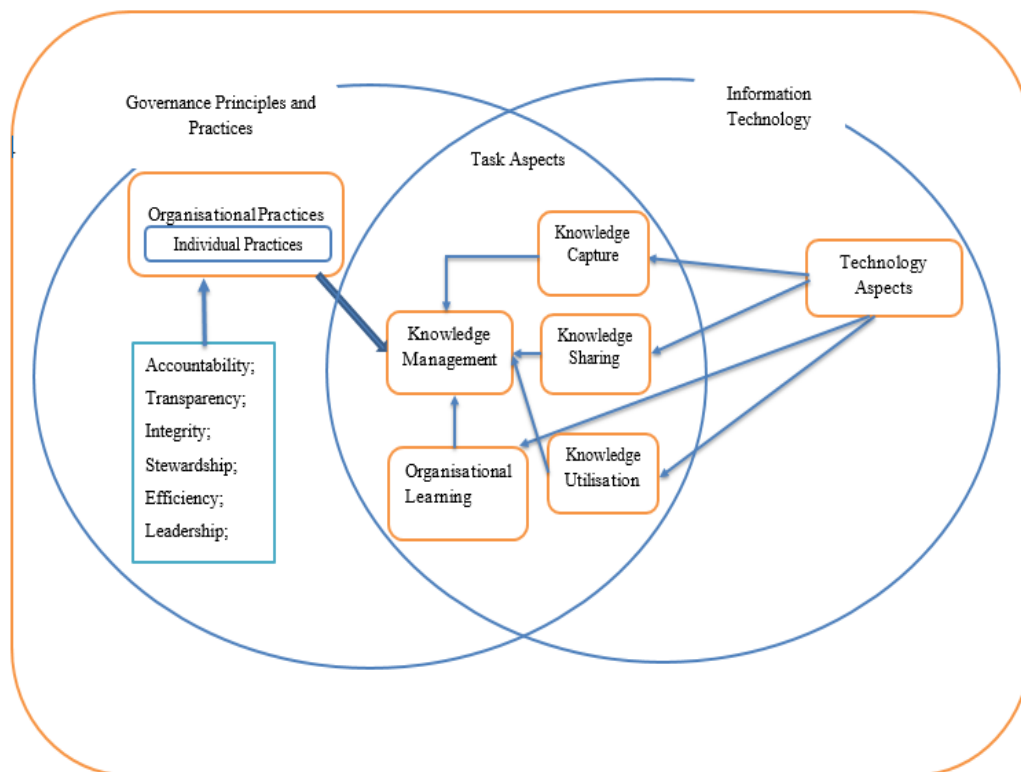 Governance Principles and
Practices
Information
Technology
Task Aspects
Organisational Practices
Individual Practices
Knowledge
Capture
Technology
Aspects
Knowledge
Management
Knowledge
Sharing
Accountability;
Transparency;
Integrity;
Stewardship;
Efficiency;
Leadership;
Organisational
Learning
Knowledge
Utilisation